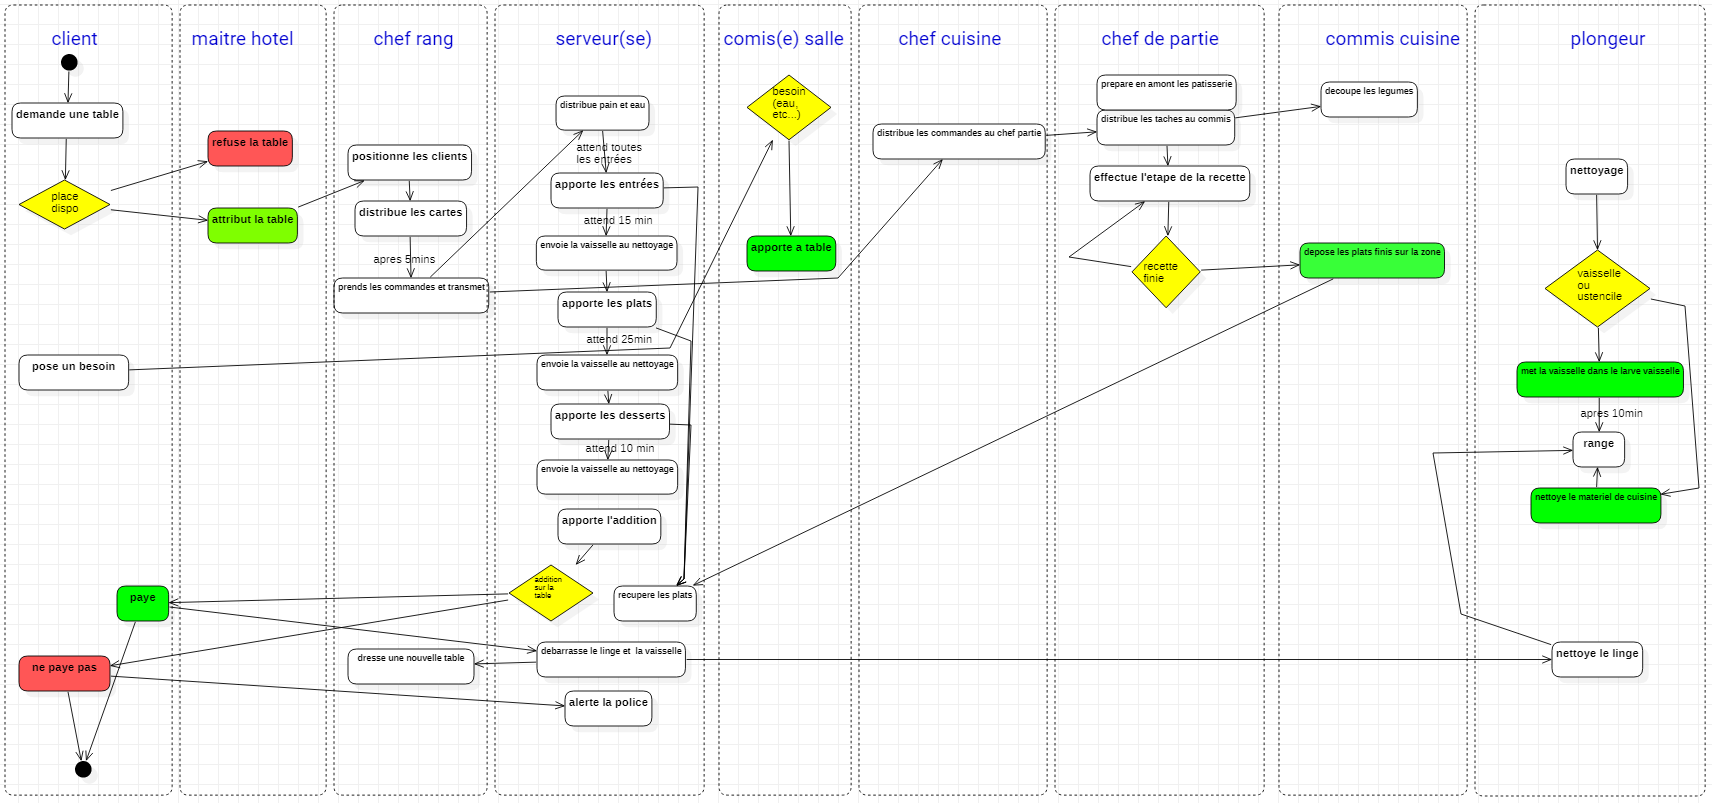 client
maitre hotel
chef rang
serveur(se)
comis(e) salle
chef cuisine
chef de partie
commis cuisine
plongeur
demande une table
place
dispo
pose un besoin
paye
ne paye pas
refuse la table
attribut la table
positionne les clients
distribue les cartes
apres 5mins
prends les commandes et transmet
dresse une nouvelle table
distribue pain et eau
attend toutes
les entrées
apporte les entrées
attend 15 min
envoie la vaisselle au nettoyage
apporte les plats
attend 25min
envoie la vaisselle au nettoyage
apporte les desserts
attend 10 min
envoie la vaisselle au nettoyage
apporte l'addition
addition
sur la
table
recupere les plats
debarrasse le linge et la vaisselle
alerte la police
besoin
(eau,
etc...)
apporte a table
distribue les commandes au chef partie
prepare en amont les patisserie
distribue les taches au commis
effectue l'etape de la recette
recette
finie
decoupe les legumes
depose les plats finis sur la zone
nettoyage
vaisselle
ou
ustencile
met la vaisselle dans le larve vaisselle
apres 10min
range
nettoye le materiel de cuisine
nettoye le linge